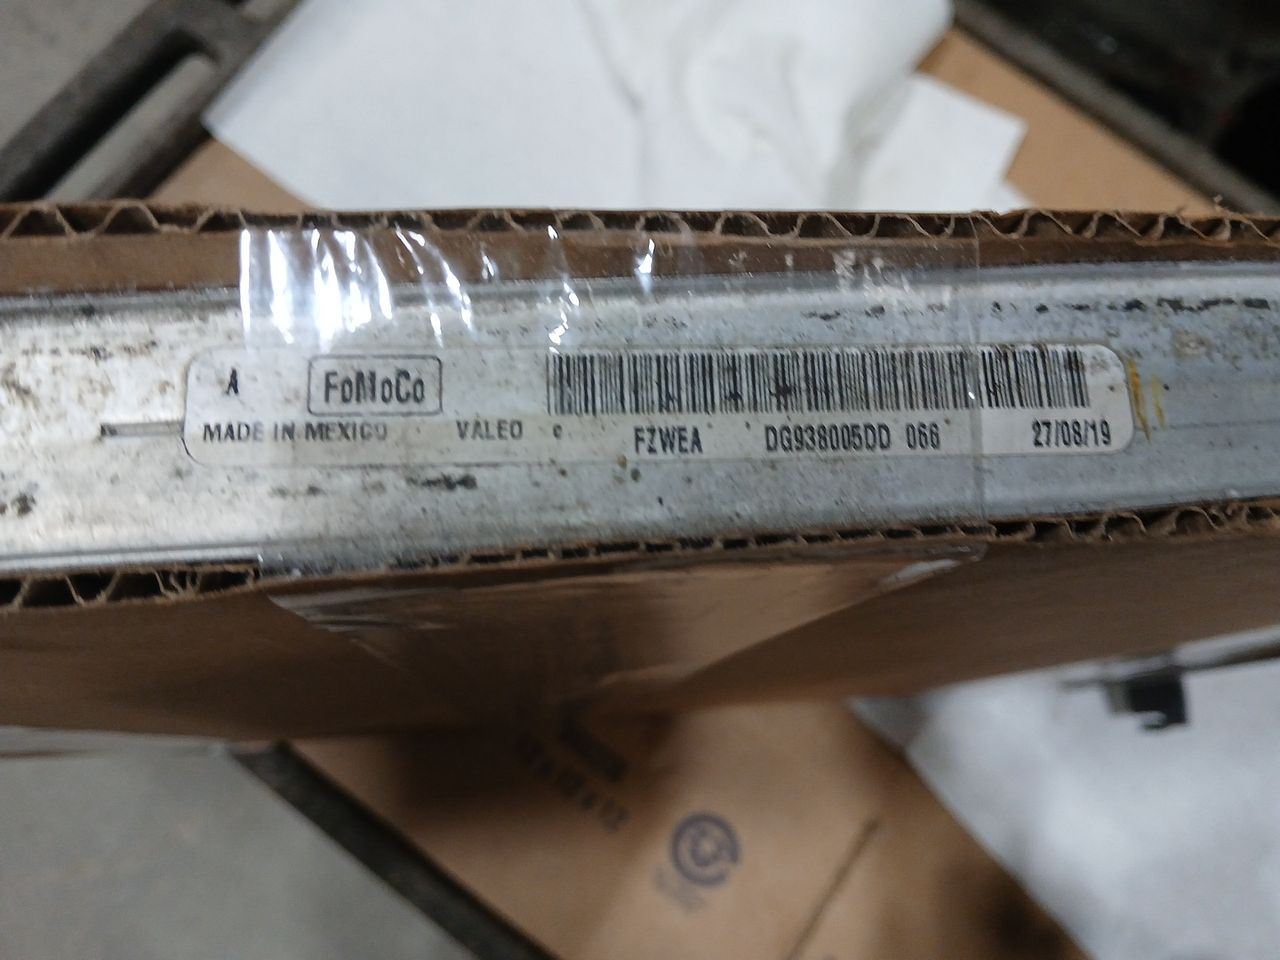 A FoMoCo
MADE IN MEXICO VALEO c FZWEA DG938005DD 066 27/08/19